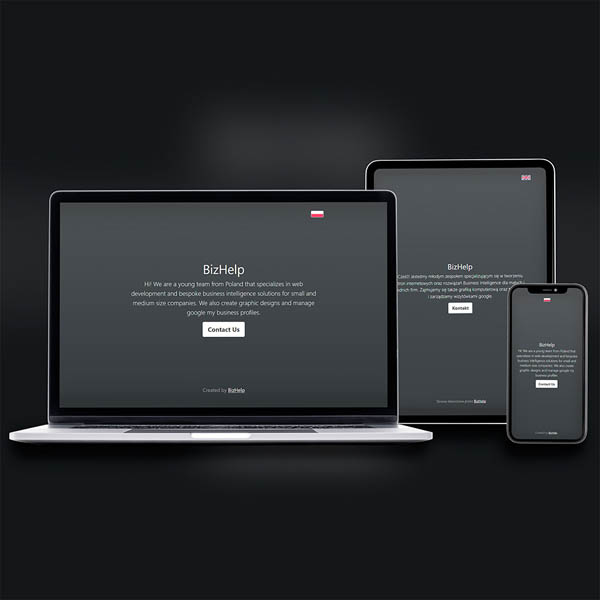 BizHelp
Hi! We are a young team from Poland that specializes in web
development and bespoke business intelligence solutions for small and
medium size companies. We also create graphic designs and manage
google my business profiles.
Contact Us
Created by BizHelp
BizHelp
Cześć! Jesteśmy młodym zespołem specjalizującym się w tworzeniu
stron internetowych oraz rozwiązań Business Intelligence dla małych i
średnich firm. Zajmujemy się także grafiką komputerową oraz
i zarządzamy wizytówkami google.
Kontakt
BizHelp
BizHelp
Hi! We are a young team from Poland that
specializes in web development and bespoke
business intelligence solutions for small and
medium size companies. We also create
graphic designs and manage google my
business profiles.
Contact Us
Created by BizHelp